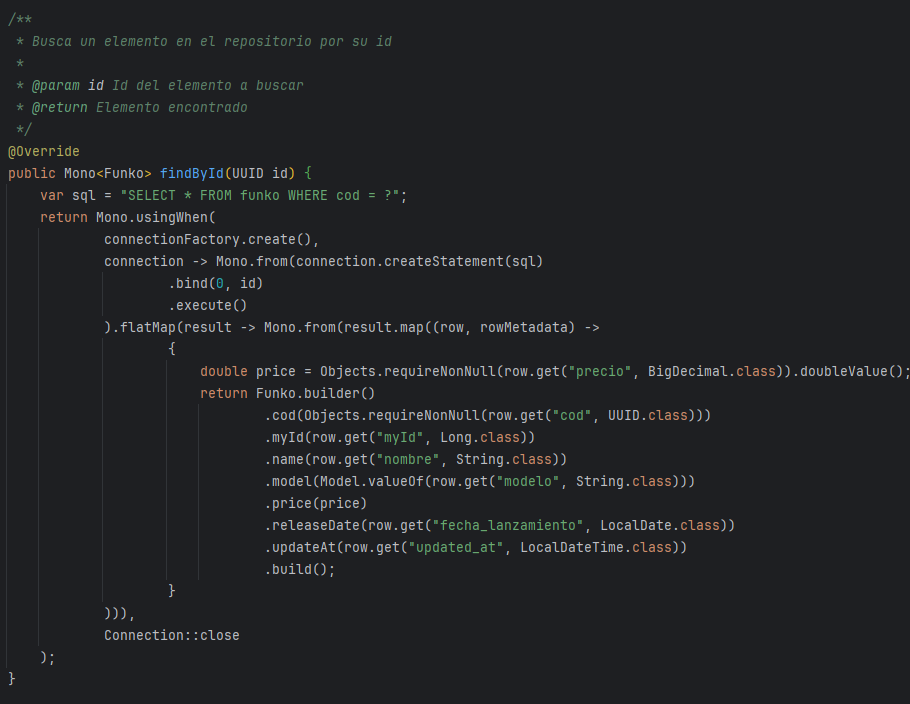 /**
 * Busca un elemento en el repositorio por su id
 *
 * @param id Id del elemento a buscar
 * @return Elemento encontrado
 */
@Override
public Mono<Funko> findById(UUID id) {
    var sql = "SELECT * FROM funko WHERE cod = ?";
    return Mono.usingWhen(
            connectionFactory.create(),
            connection -> Mono.from(connection.createStatement(sql)
                    .bind(0, id)
                    .execute()
            ).flatMap(result -> Mono.from(result.map((row, rowMetadata) ->
                    {
                        double price = Objects.requireNonNull(row.get("precio", BigDecimal.class)).doubleValue();
                        return Funko.builder()
                                .cod(Objects.requireNonNull(row.get("cod", UUID.class)))
                                .myId(row.get("myId", Long.class))
                                .name(row.get("nombre", String.class))
                                .model(Model.valueOf(row.get("modelo", String.class)))
                                .price(price)
                                .releaseDate(row.get("fecha_lanzamiento", LocalDate.class))
                                .updateAt(row.get("updated_at", LocalDateTime.class))
                                .build();
                    }
            ))),
            Connection::close
    );
}